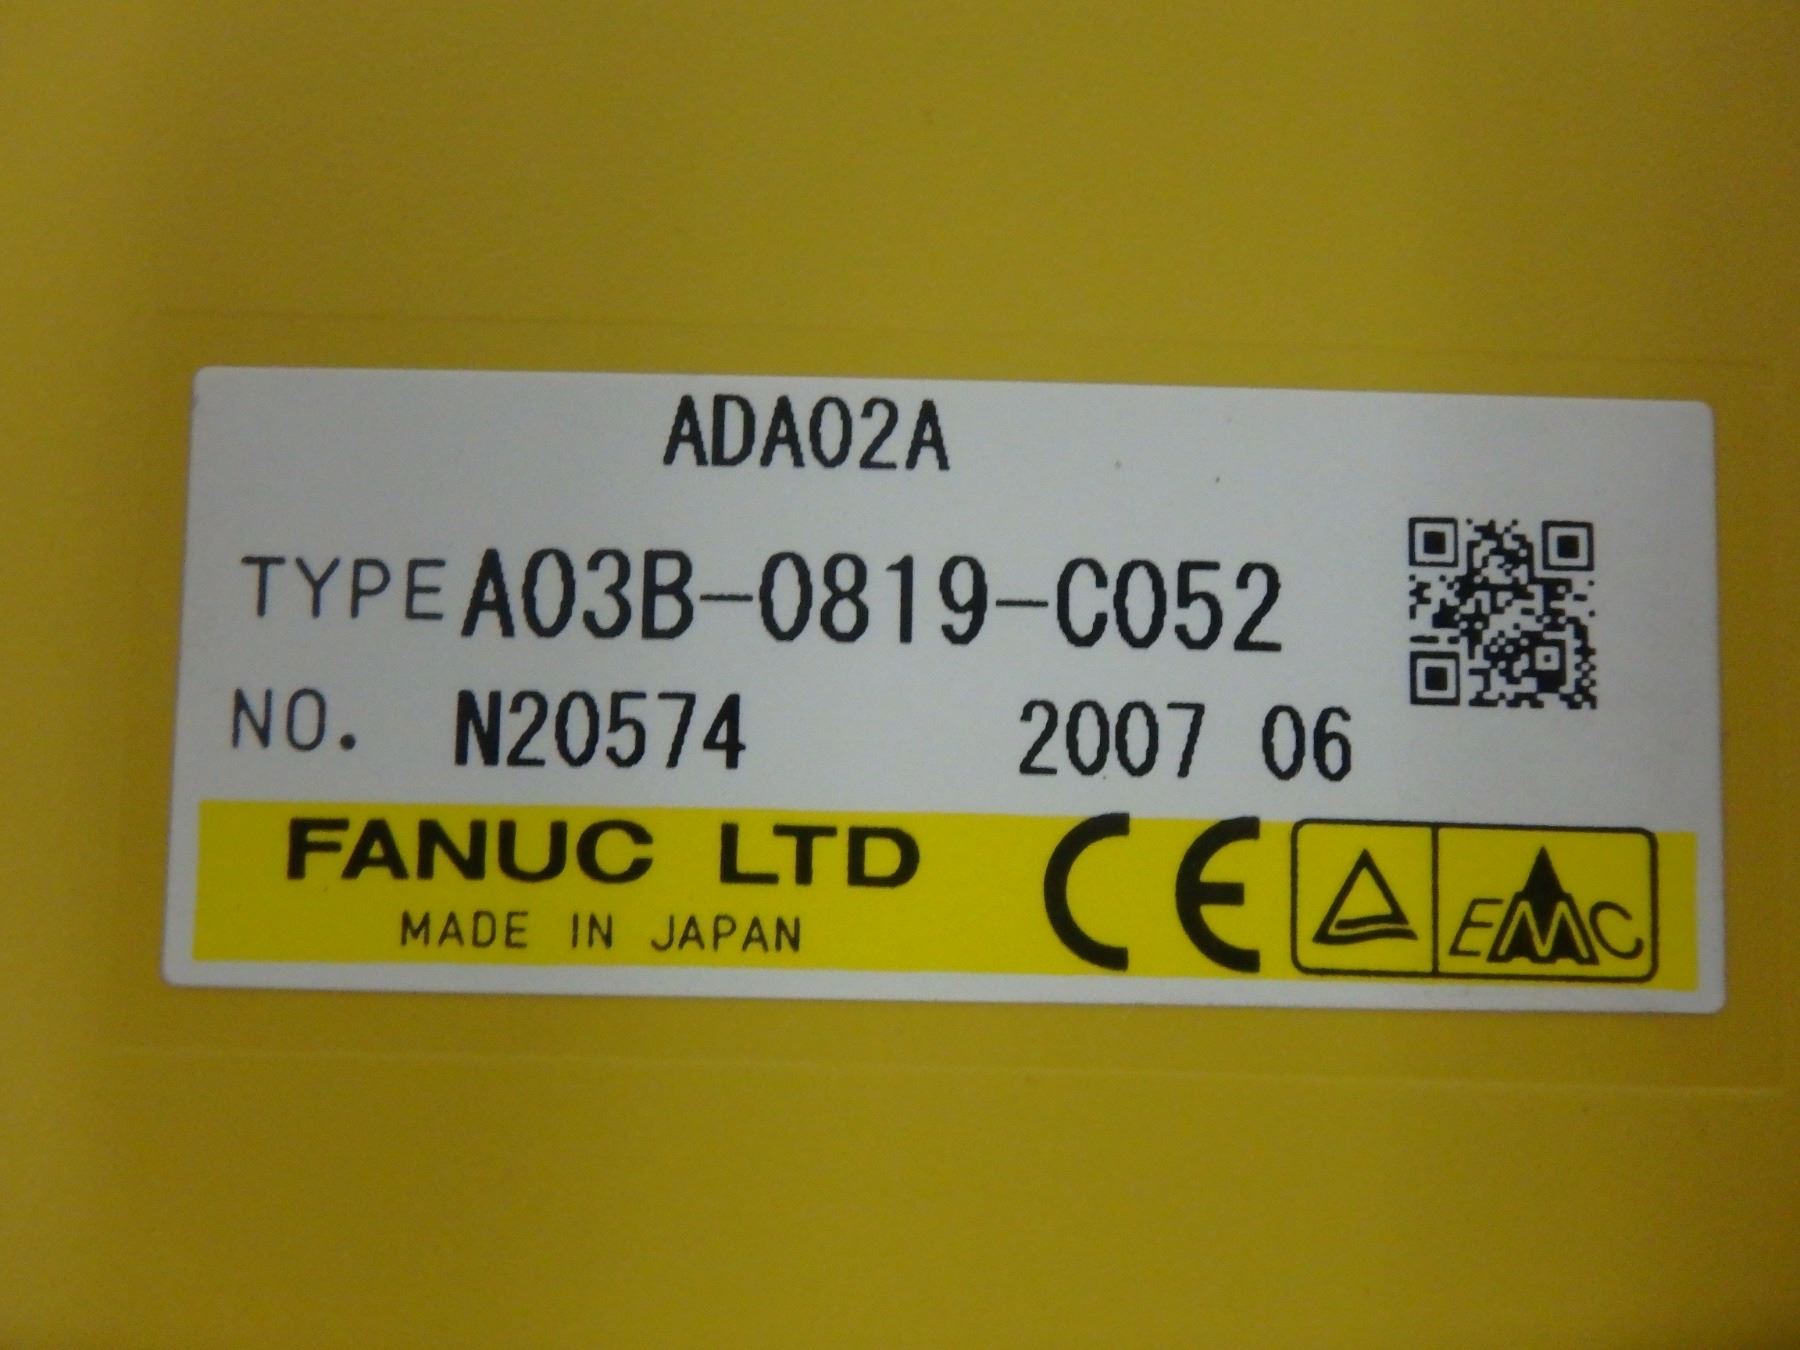 ADA02A
TYPE A03B-0819-C052
NO. N20574 2007 06
FANUC LTD
MADE IN JAPAN
CE
EMC